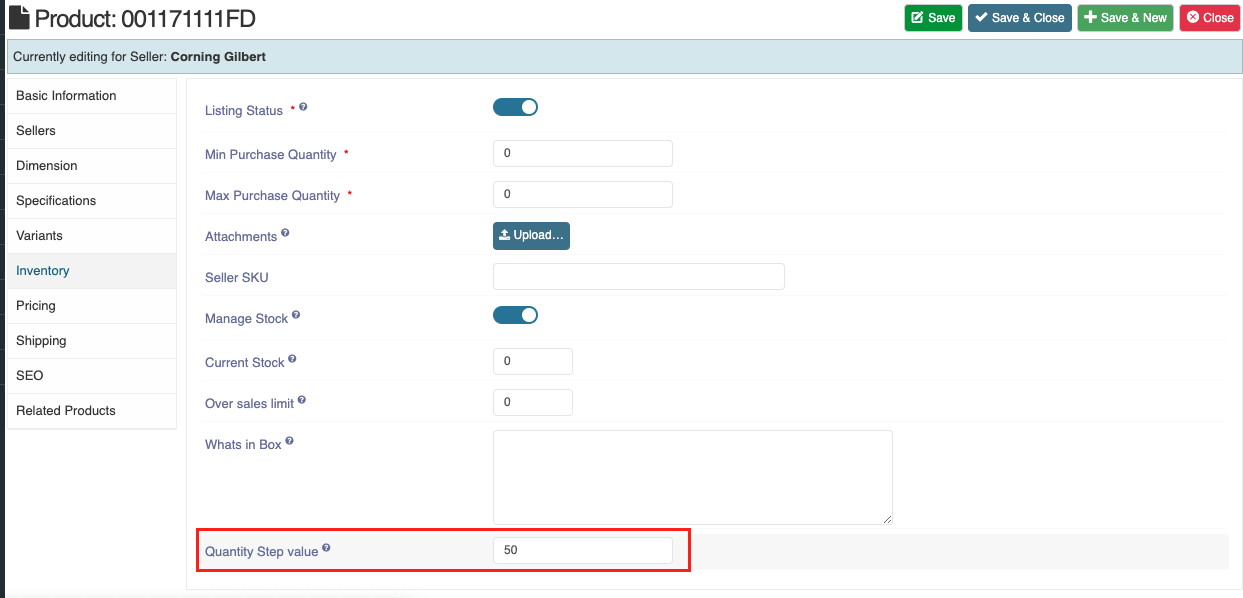 Product: 001171111FD
Save
Save & Close
Save & New
Close
Currently editing for Seller: Corning Gilbert
Basic Information
Sellers
Dimension
Specifications
Variants
Inventory
Pricing
Shipping
SEO
Related Products
Listing Status *
Min Purchase Quantity * 0
Max Purchase Quantity * 0
Attachments Upload...
Seller SKU
Manage Stock
Current Stock 0
Over sales limit 0
Whats in Box
Quantity Step value 50